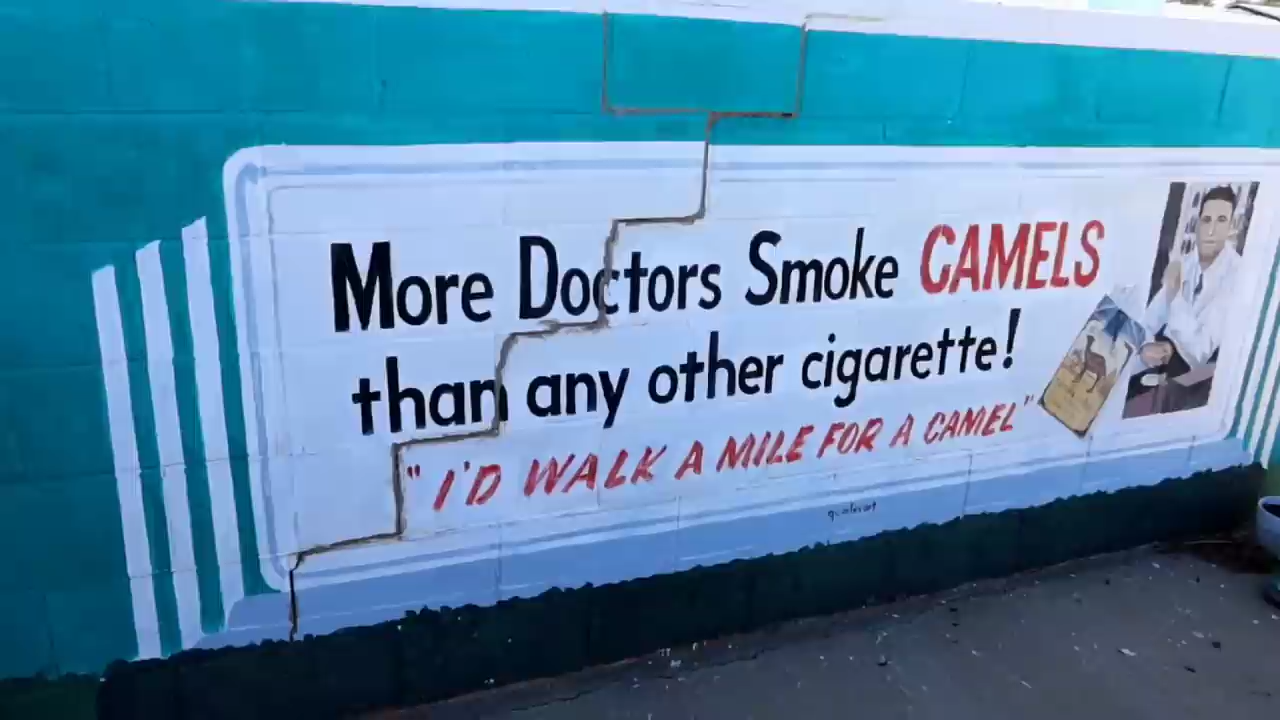 More Doctors Smoke CAMELS
than any other cigarette!
"I'D WALK A MILE FOR A CAMEL"